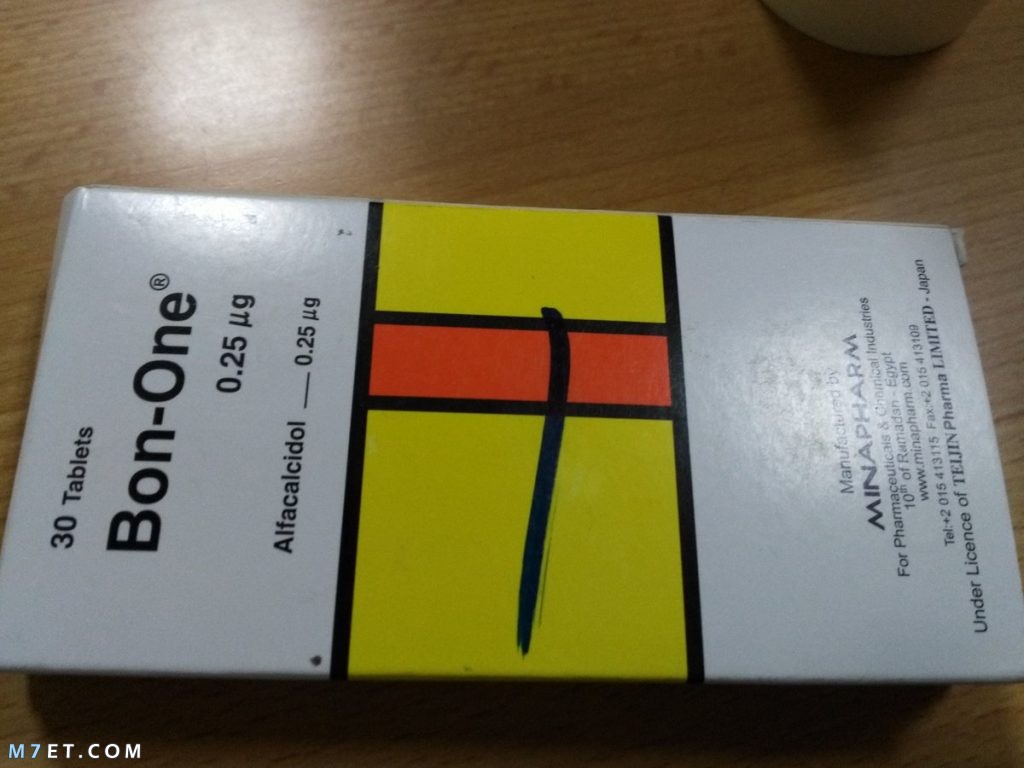 30 Tablets
Bon-One®
0.25 µg
Alfacalcidol — 0.25 µg
Manufactured by
MINAPHARM
For Pharmaceuticals & Chemical Industries
10th of Ramadan - Egypt
www.minapharm.com
Tel:+2 015 413115 Fax:+2 015 413109
Under Licence of TEIJIN Pharma LIMITED - Japan
M7ET.COM